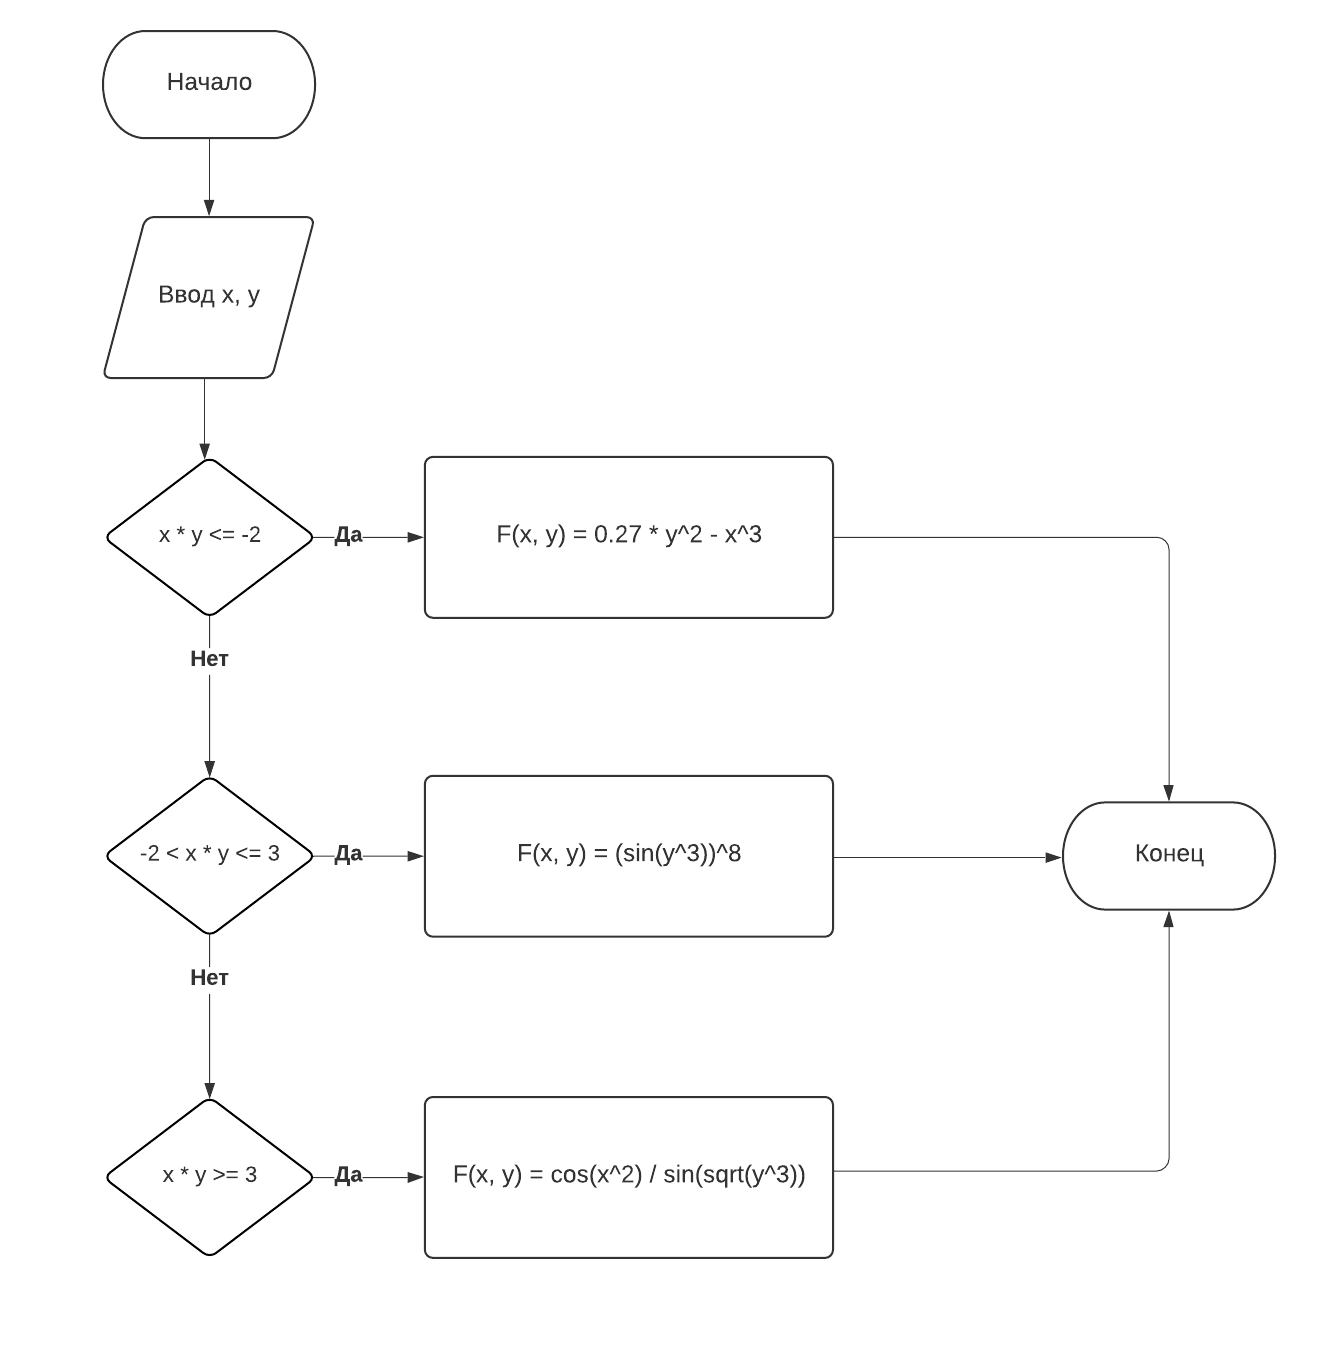 Начало
Ввод x, y
x * y <= -2
Да
F(x, y) = 0.27 * y^2 - x^3
Нет
-2 < x * y <= 3
Да
F(x, y) = (sin(y^3))^8
Конец
Нет
x * y >= 3
Да
F(x, y) = cos(x^2) / sin(sqrt(y^3))